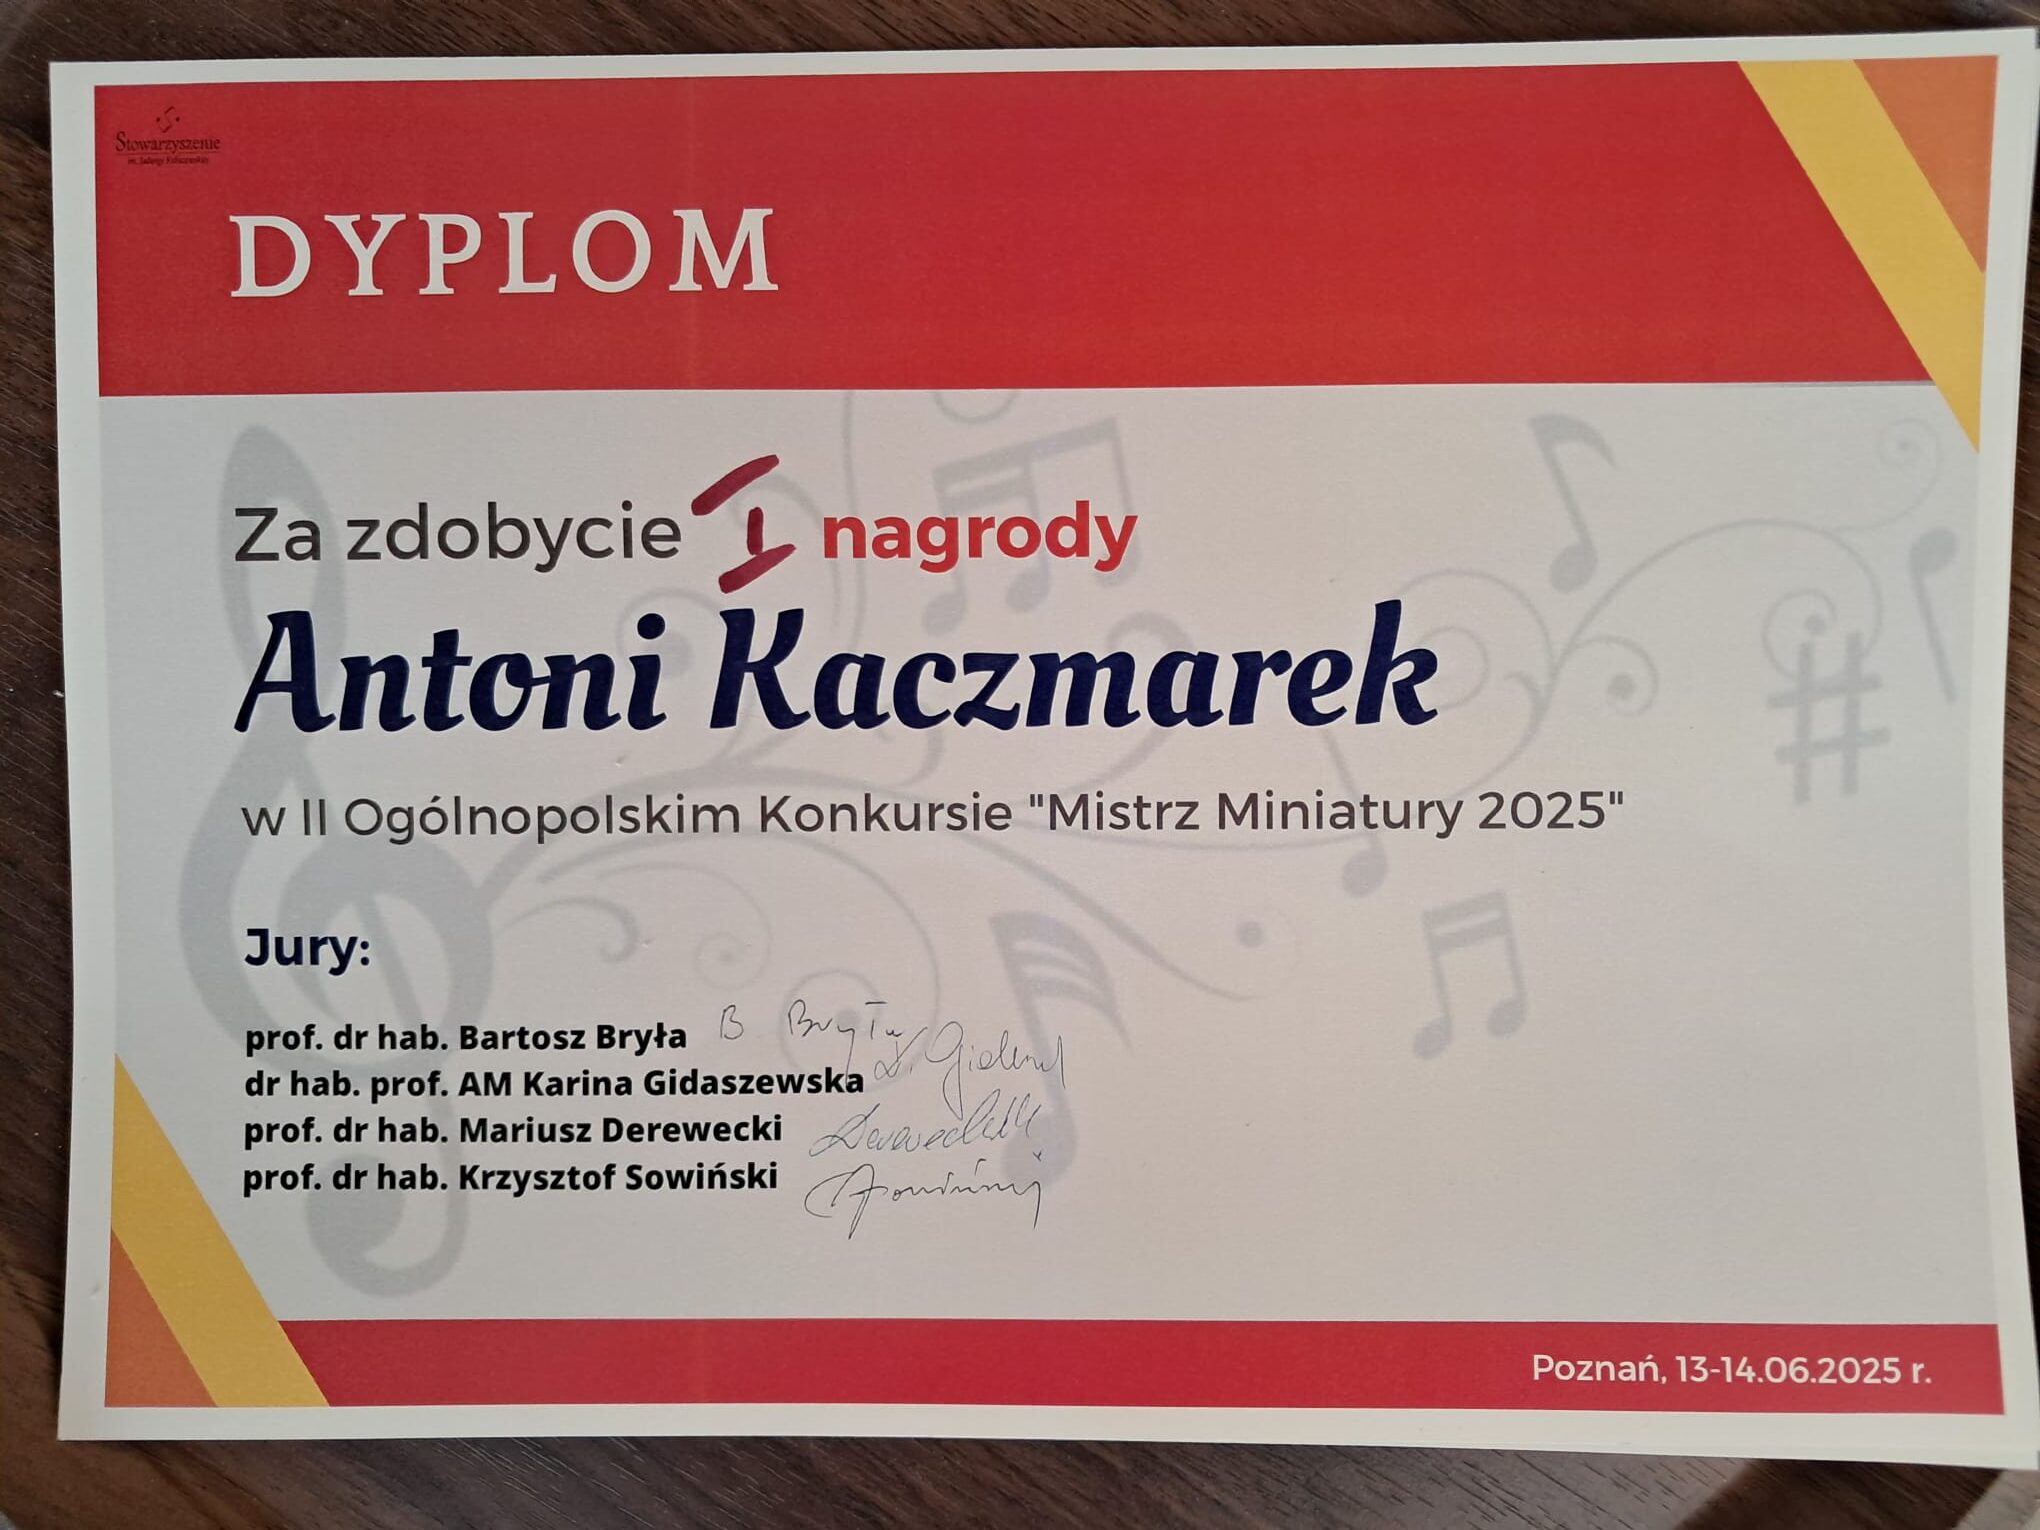 Stowarzyszenie
DYPLOM
Za zdobycie I nagrody
Antoni Kaczmarek
w II Ogólnopolskim Konkursie "Mistrz Miniatury 2025"
Jury:
prof. dr hab. Bartosz Bryła B Bryła
dr hab. prof. AM Karina Gidaszewska
prof. dr hab. Mariusz Derewecki Derewecki
prof. dr hab. Krzysztof Sowiński
Poznań, 13-14.06.2025 r.